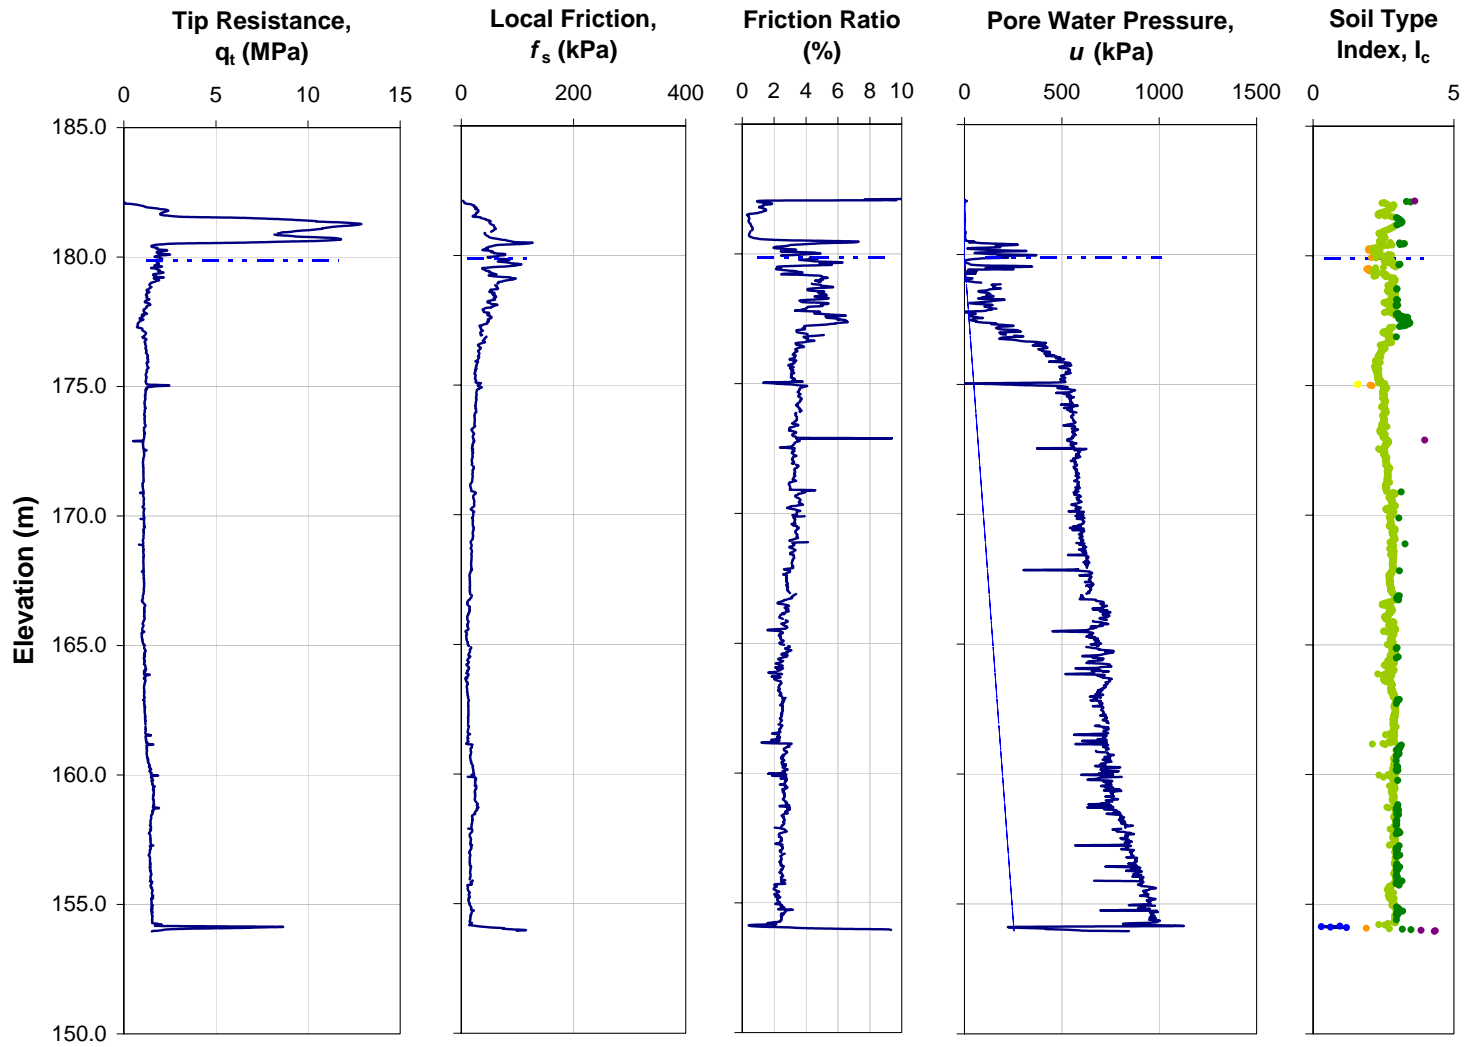 Tip Resistance,
qt (MPa)
Local Friction,
fs (kPa)
Friction Ratio
(%)
Pore Water Pressure,
u (kPa)
Soil Type
Index, Ic
0 5 10 15
0 200 400
0 2 4 6 8 10
0 500 1000 1500
0 5
Elevation (m)
185.0
180.0
175.0
170.0
165.0
160.0
155.0
150.0